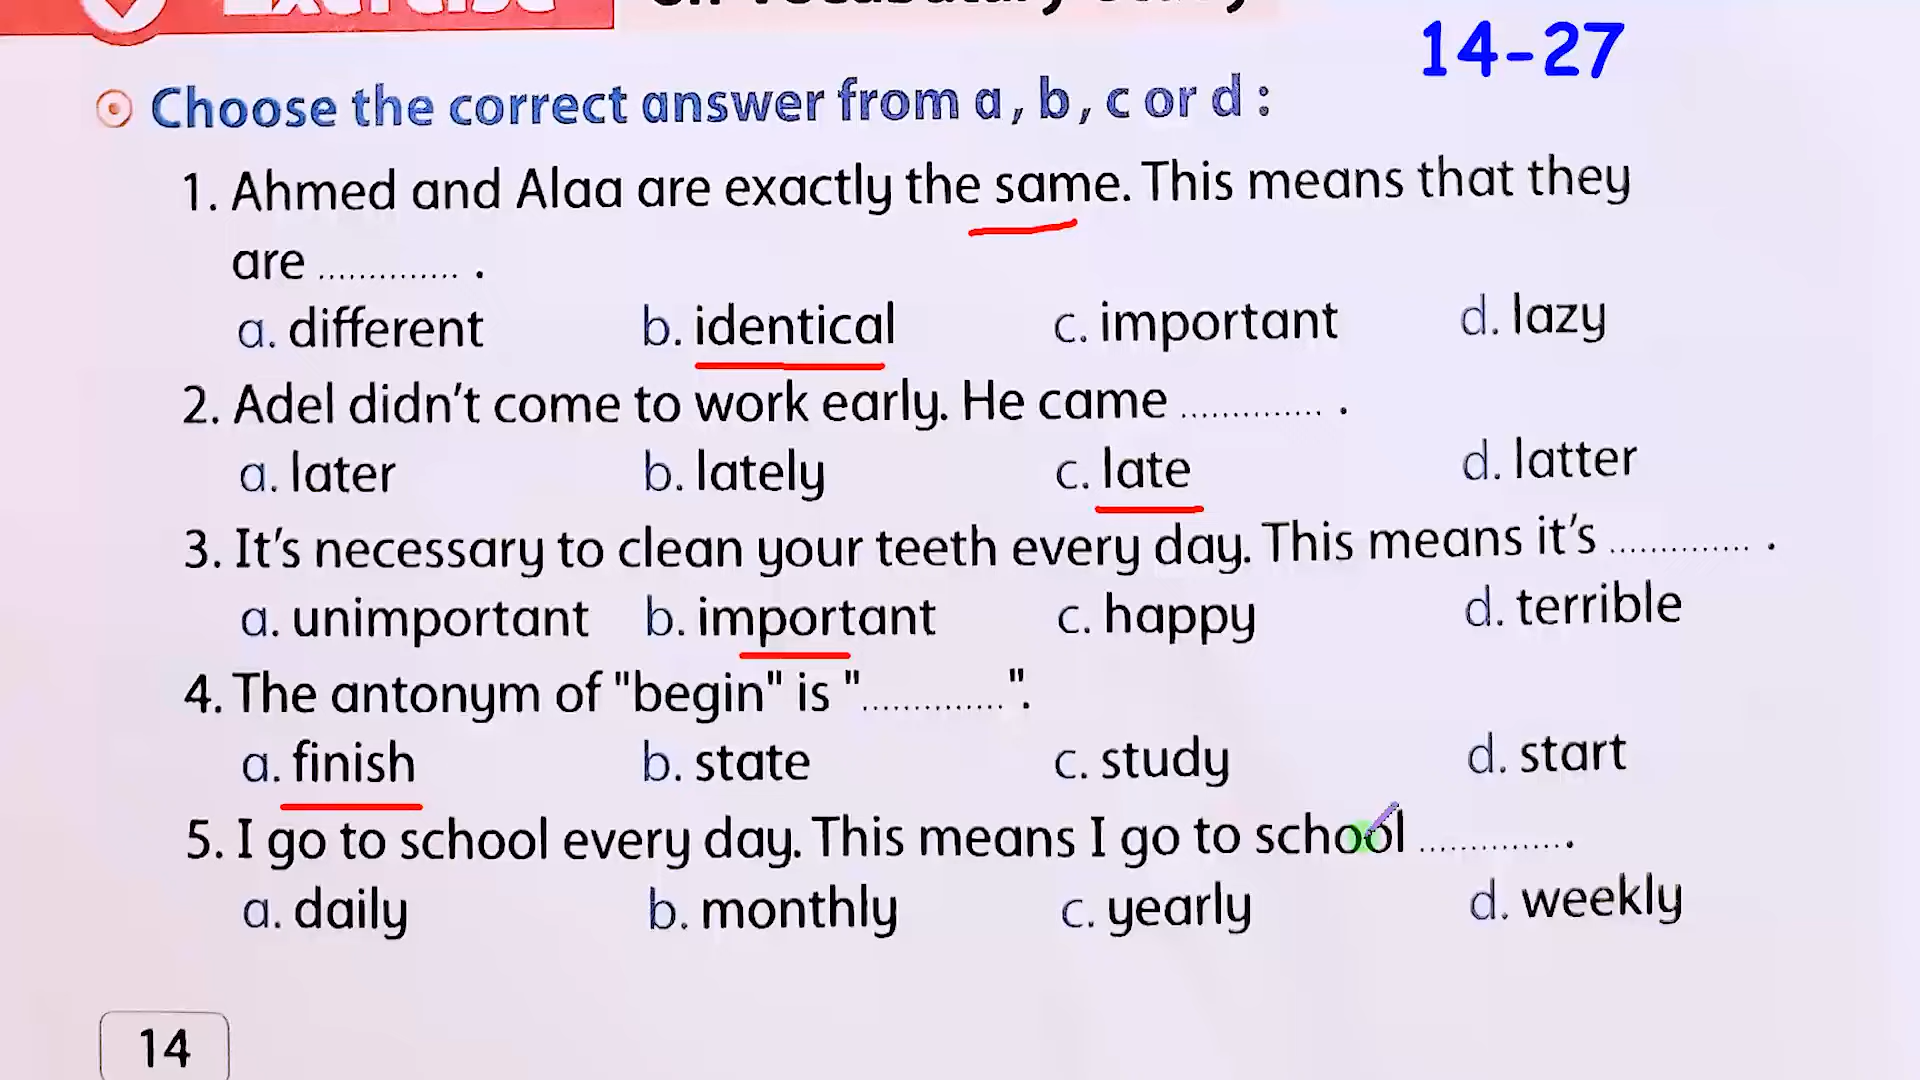 Exercise on Vocabulary Study
14-27
Choose the correct answer from a, b, c or d :
1. Ahmed and Alaa are exactly the same. This means that they
are .............. .
a. different b. identical c. important d. lazy
2. Adel didn't come to work early. He came .............. .
a. later b. lately c. late d. latter
3. It's necessary to clean your teeth every day. This means it's .............. .
a. unimportant b. important c. happy d. terrible
4. The antonym of "begin" is "..............".
a. finish b. state c. study d. start
5. I go to school every day. This means I go to school ...............
a. daily b. monthly c. yearly d. weekly
14